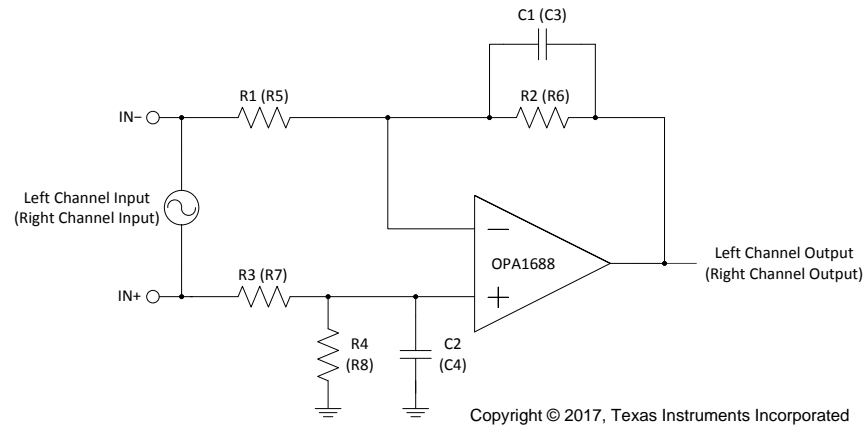 C1 (C3)
R1 (R5)
R2 (R6)
IN−
Left Channel Input
(Right Channel Input)
−
OPA1688
+
Left Channel Output
(Right Channel Output)
R3 (R7)
IN+
R4
(R8)
C2
(C4)
Copyright © 2017, Texas Instruments Incorporated